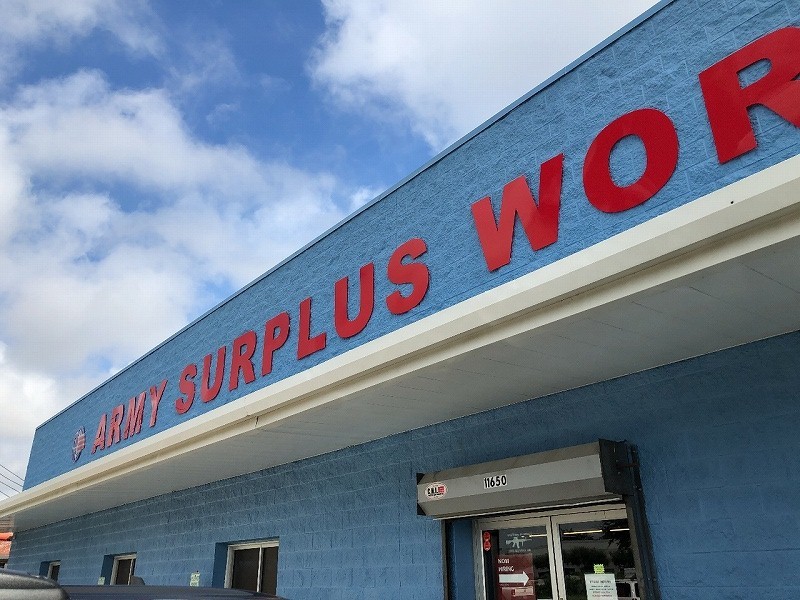 ARMY SURPLUS WOR
C.H.I.
11650
NOW
HIRING